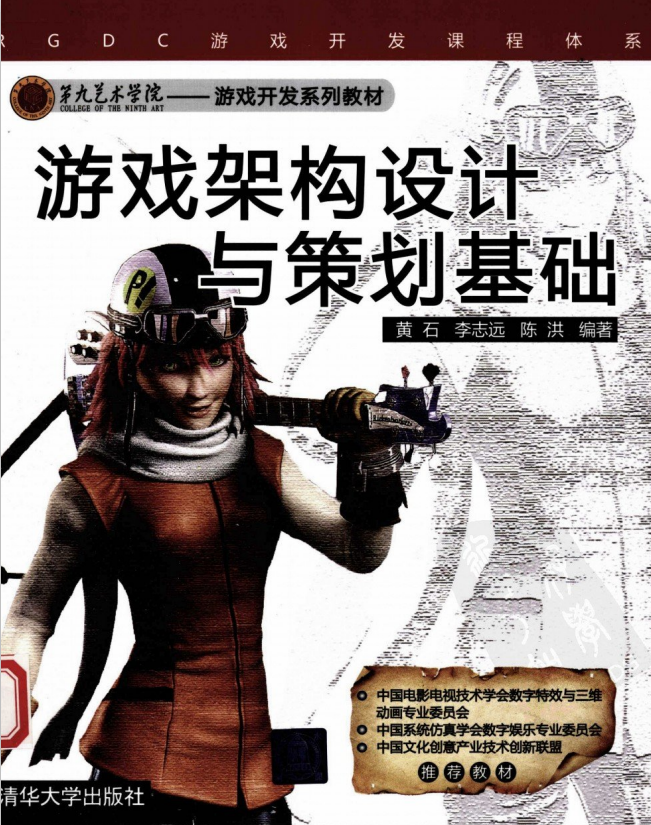 R G D C 游 戏 开 发 课 程 体 系
第九艺术学院——游戏开发系列教材
COLLEGE OF THE NINTH ART
游戏架构设计
与策划基础
黄 石 李志远 陈 洪 编著
P!
Lamborghini
中国电影电视技术学会数字特效与三维
动画专业委员会
中国系统仿真学会数字娱乐专业委员会
中国文化创意产业技术创新联盟
推荐教材
清华大学出版社